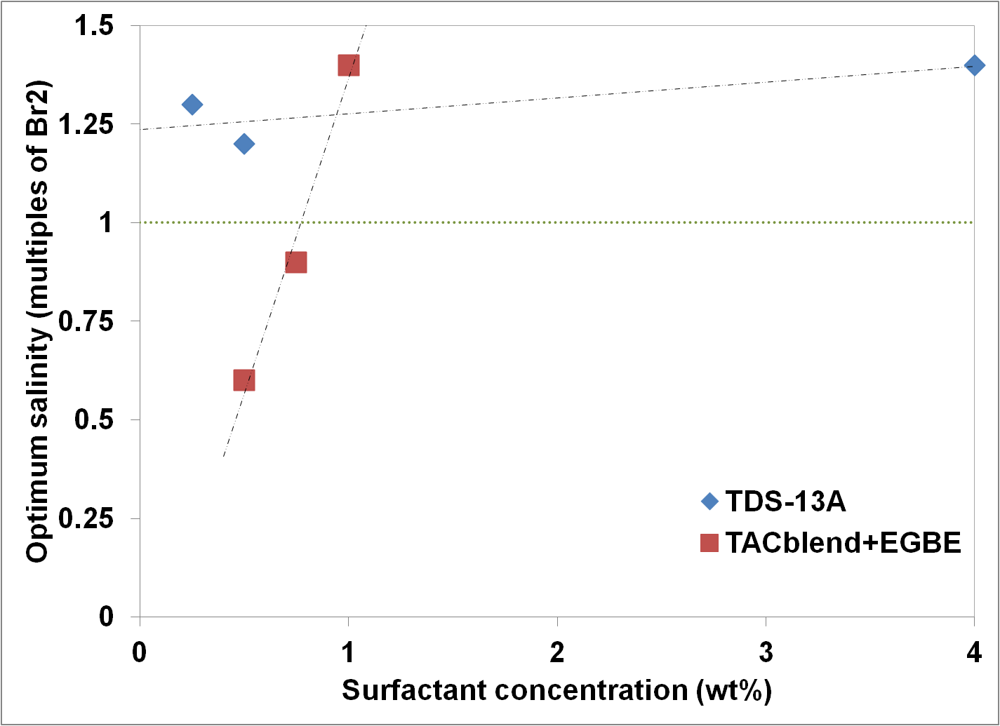 Optimum salinity (multiples of Br2)
1.5
1.25
1
0.75
0.5
0.25
0
0 1 2 3 4
Surfactant concentration (wt%)
TDS-13A
TACblend+EGBE